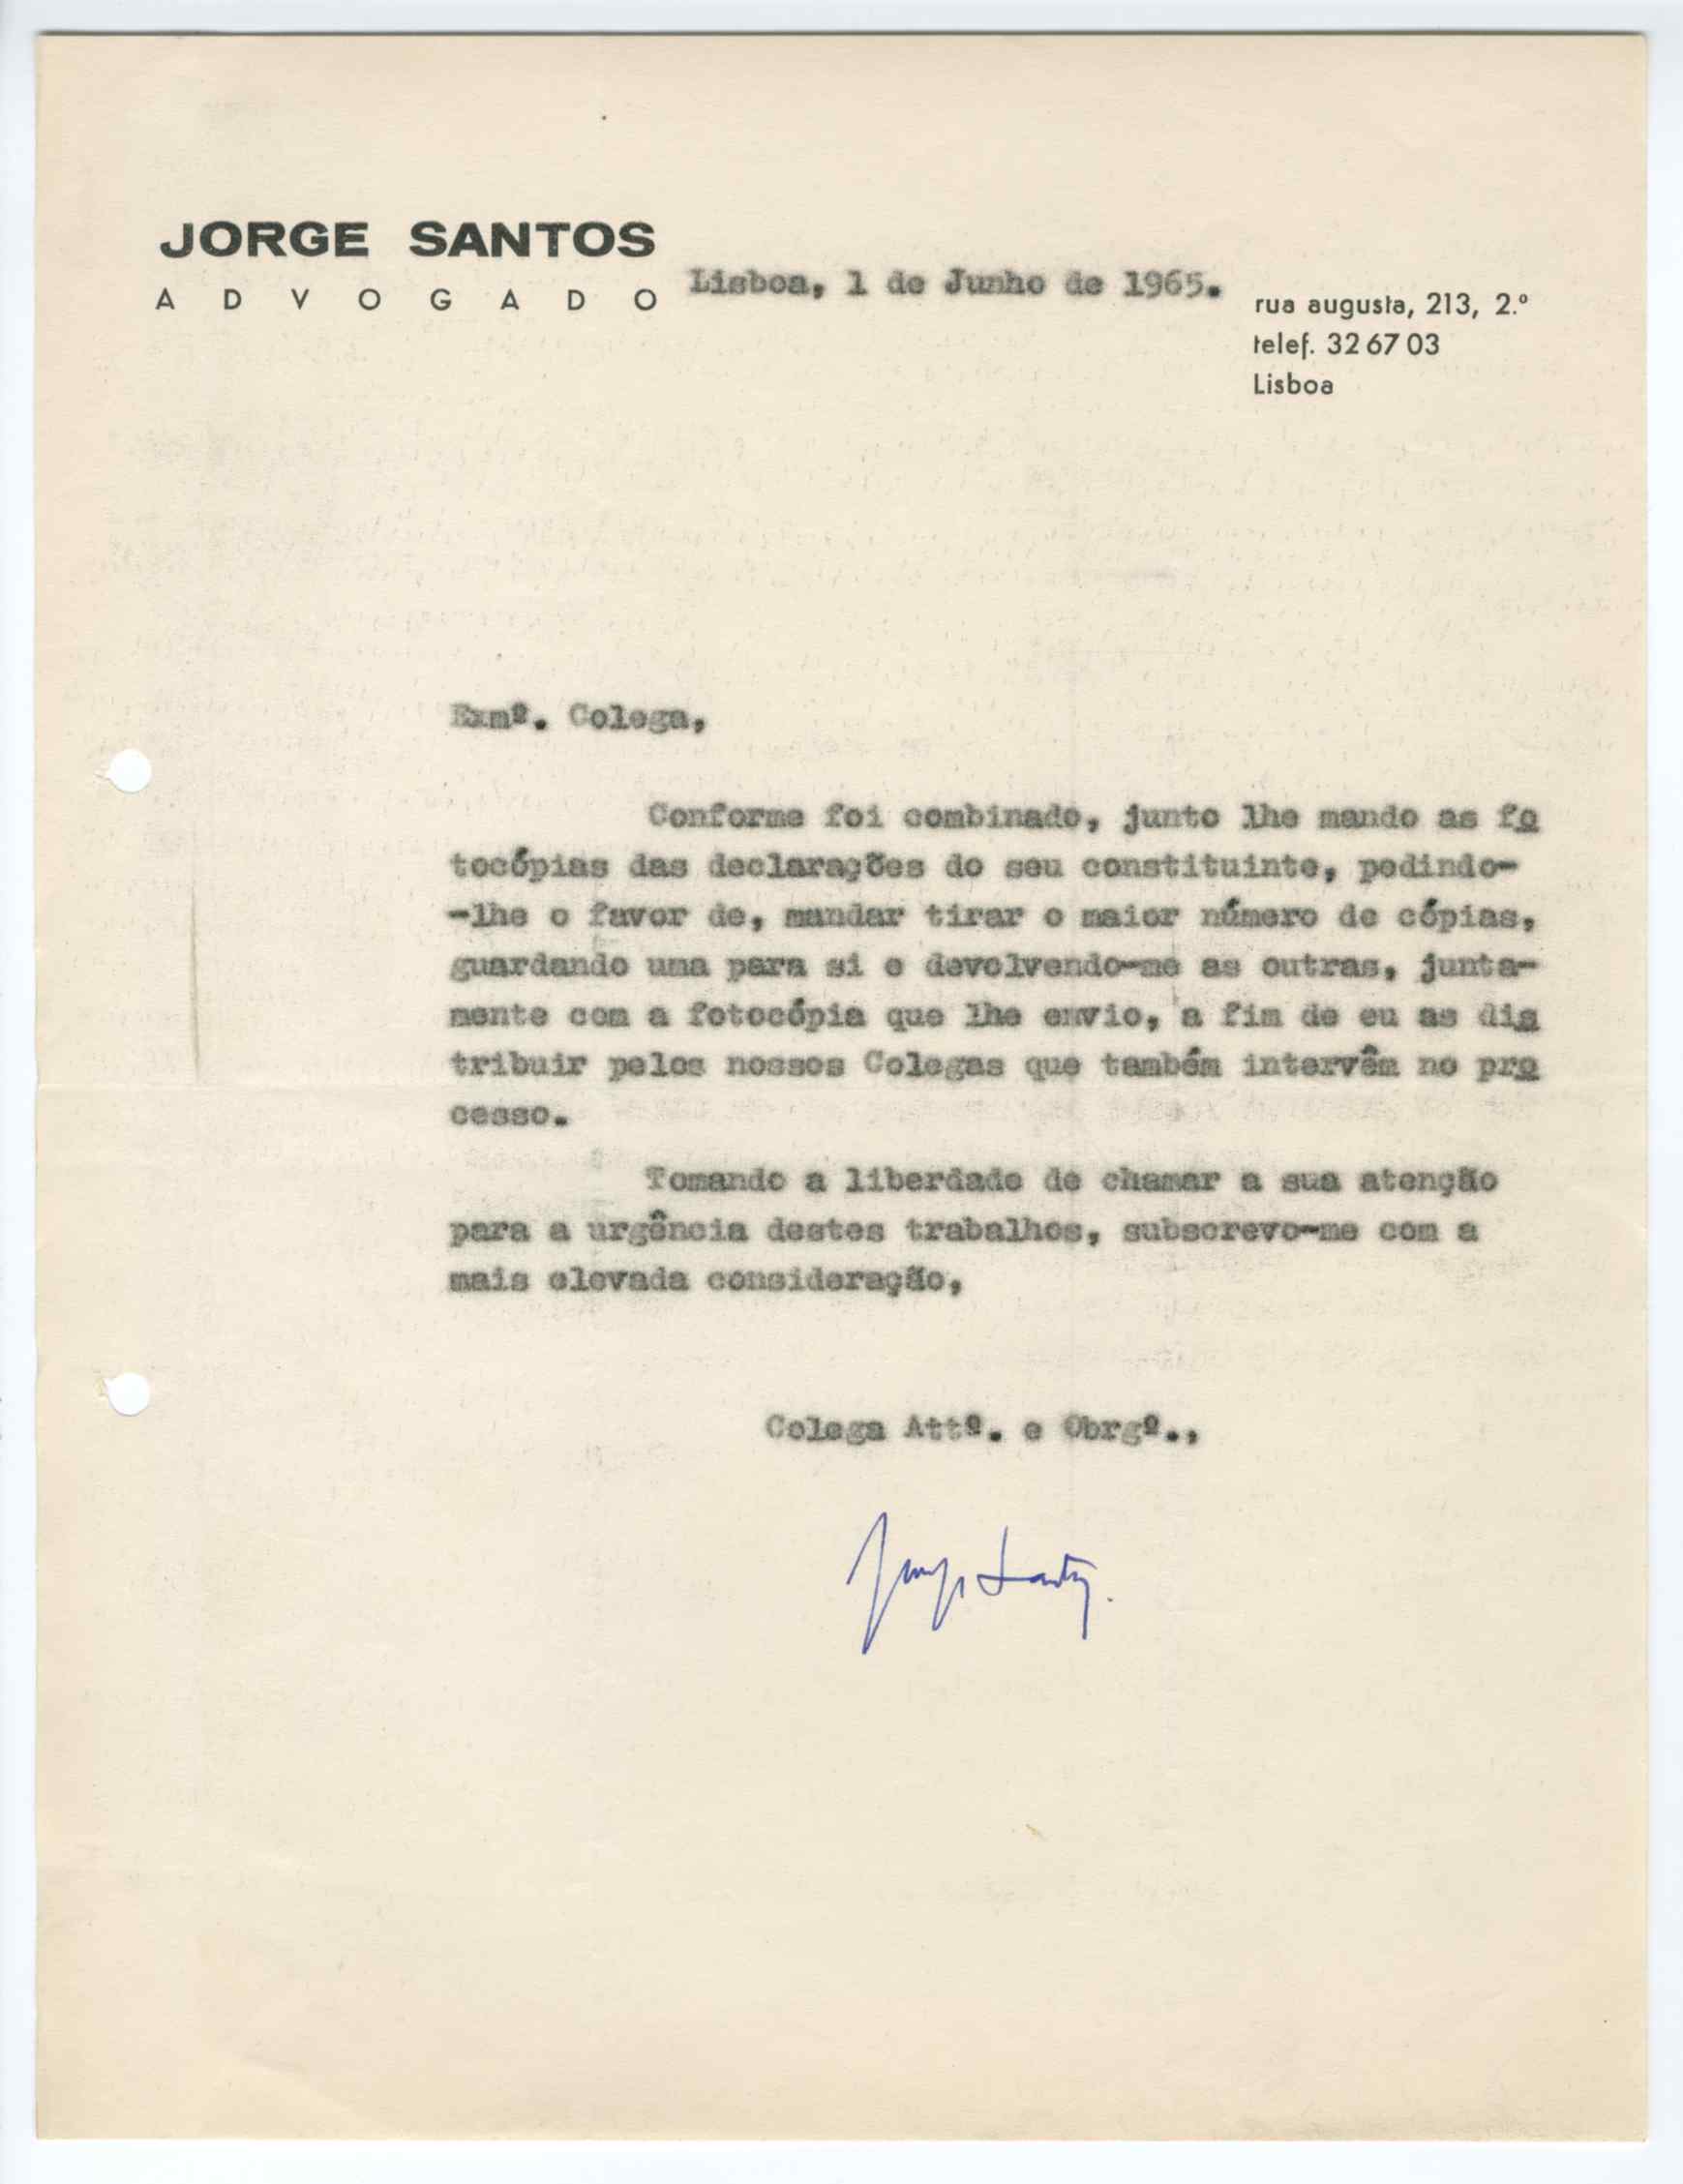 JORGE SANTOS
ADVOGADO
Lisboa, 1 de Junho de 1965.
rua augusta, 213, 2.º
telef. 32 67 03
Lisboa
Exmº. Colega,
Conforme foi combinado, junto lhe mando as fo
tocópias das declarações do seu constituinte, pedindo-
-lhe o favor de, mandar tirar o maior número de cópias,
guardando uma para si e devolvendo-me as outras, junta-
mente com a fotocópia que lhe envio, a fim de eu as dis
tribuir pelos nossos Colegas que também intervêm no pro
cesso.
Tomando a liberdade de chamar a sua atenção
para a urgência destes trabalhos, subscrevo-me com a
mais elevada consideração,
Colega Attº. e Obrgº.,
Jorge Santos.